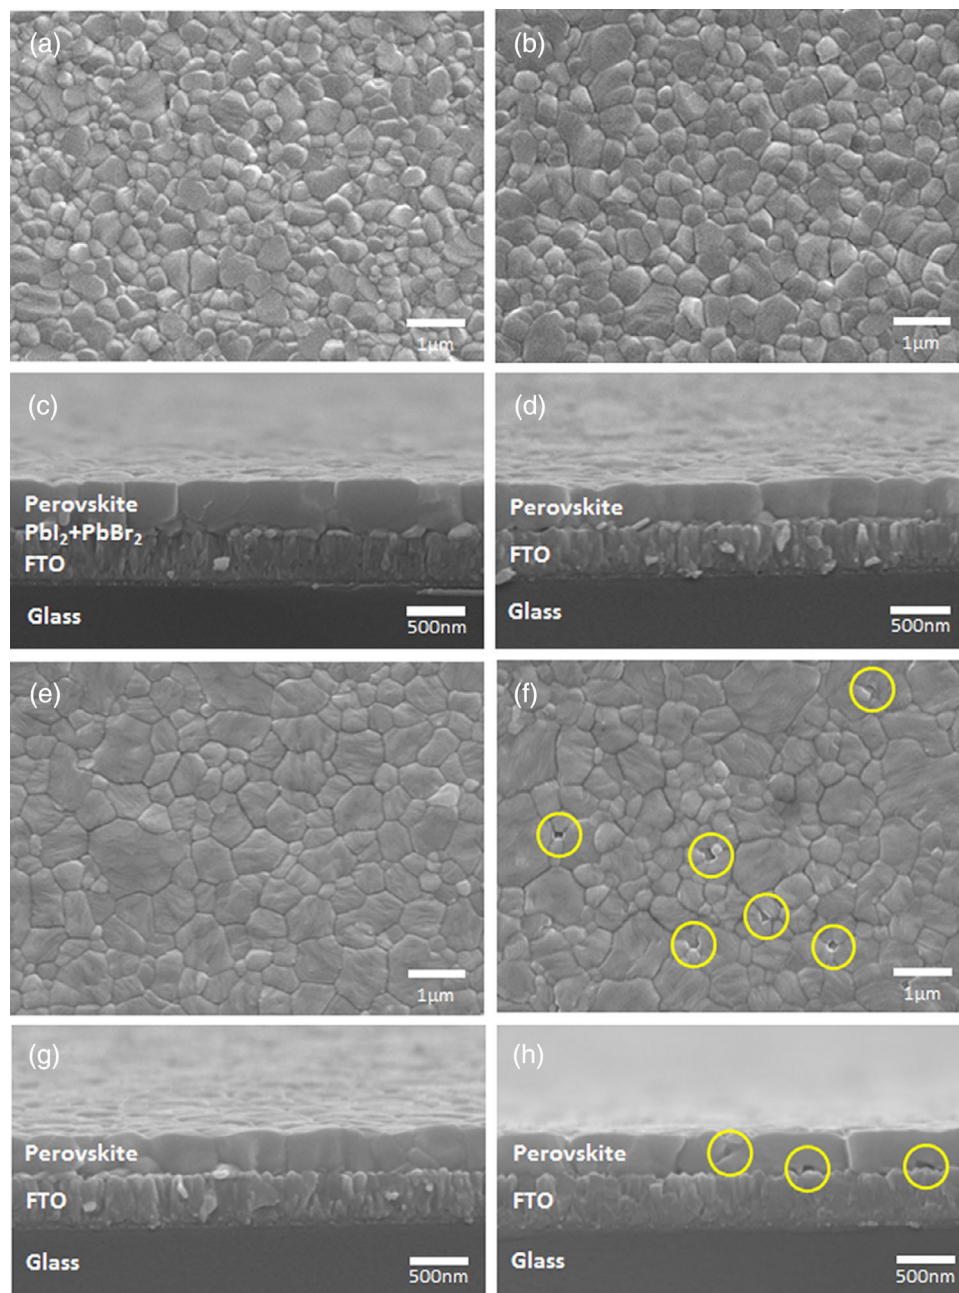 (a)
1μm
(b)
1μm
(c)
Perovskite
PbI₂+PbBr₂
FTO
Glass
500nm
(d)
Perovskite
FTO
Glass
500nm
(e)
1μm
(f)
1μm
(g)
Perovskite
FTO
Glass
500nm
(h)
Perovskite
FTO
Glass
500nm